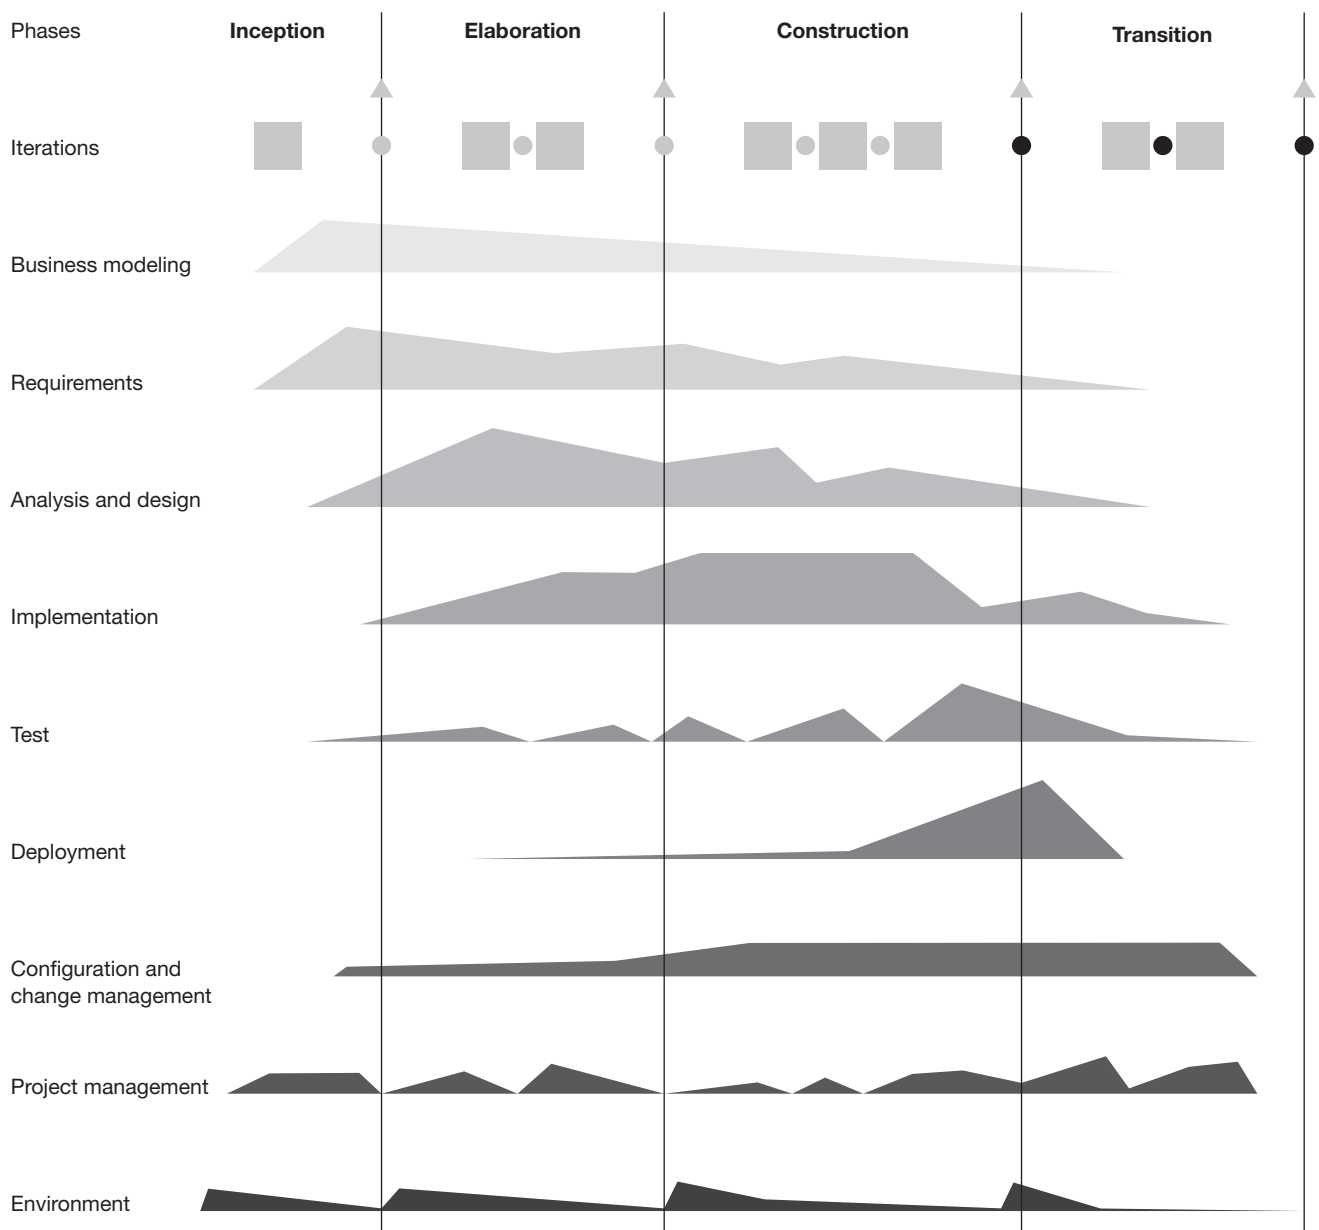 Phases
Inception
Elaboration
Construction
Transition
Iterations
Business modeling
Requirements
Analysis and design
Implementation
Test
Deployment
Configuration and
change management
Project management
Environment